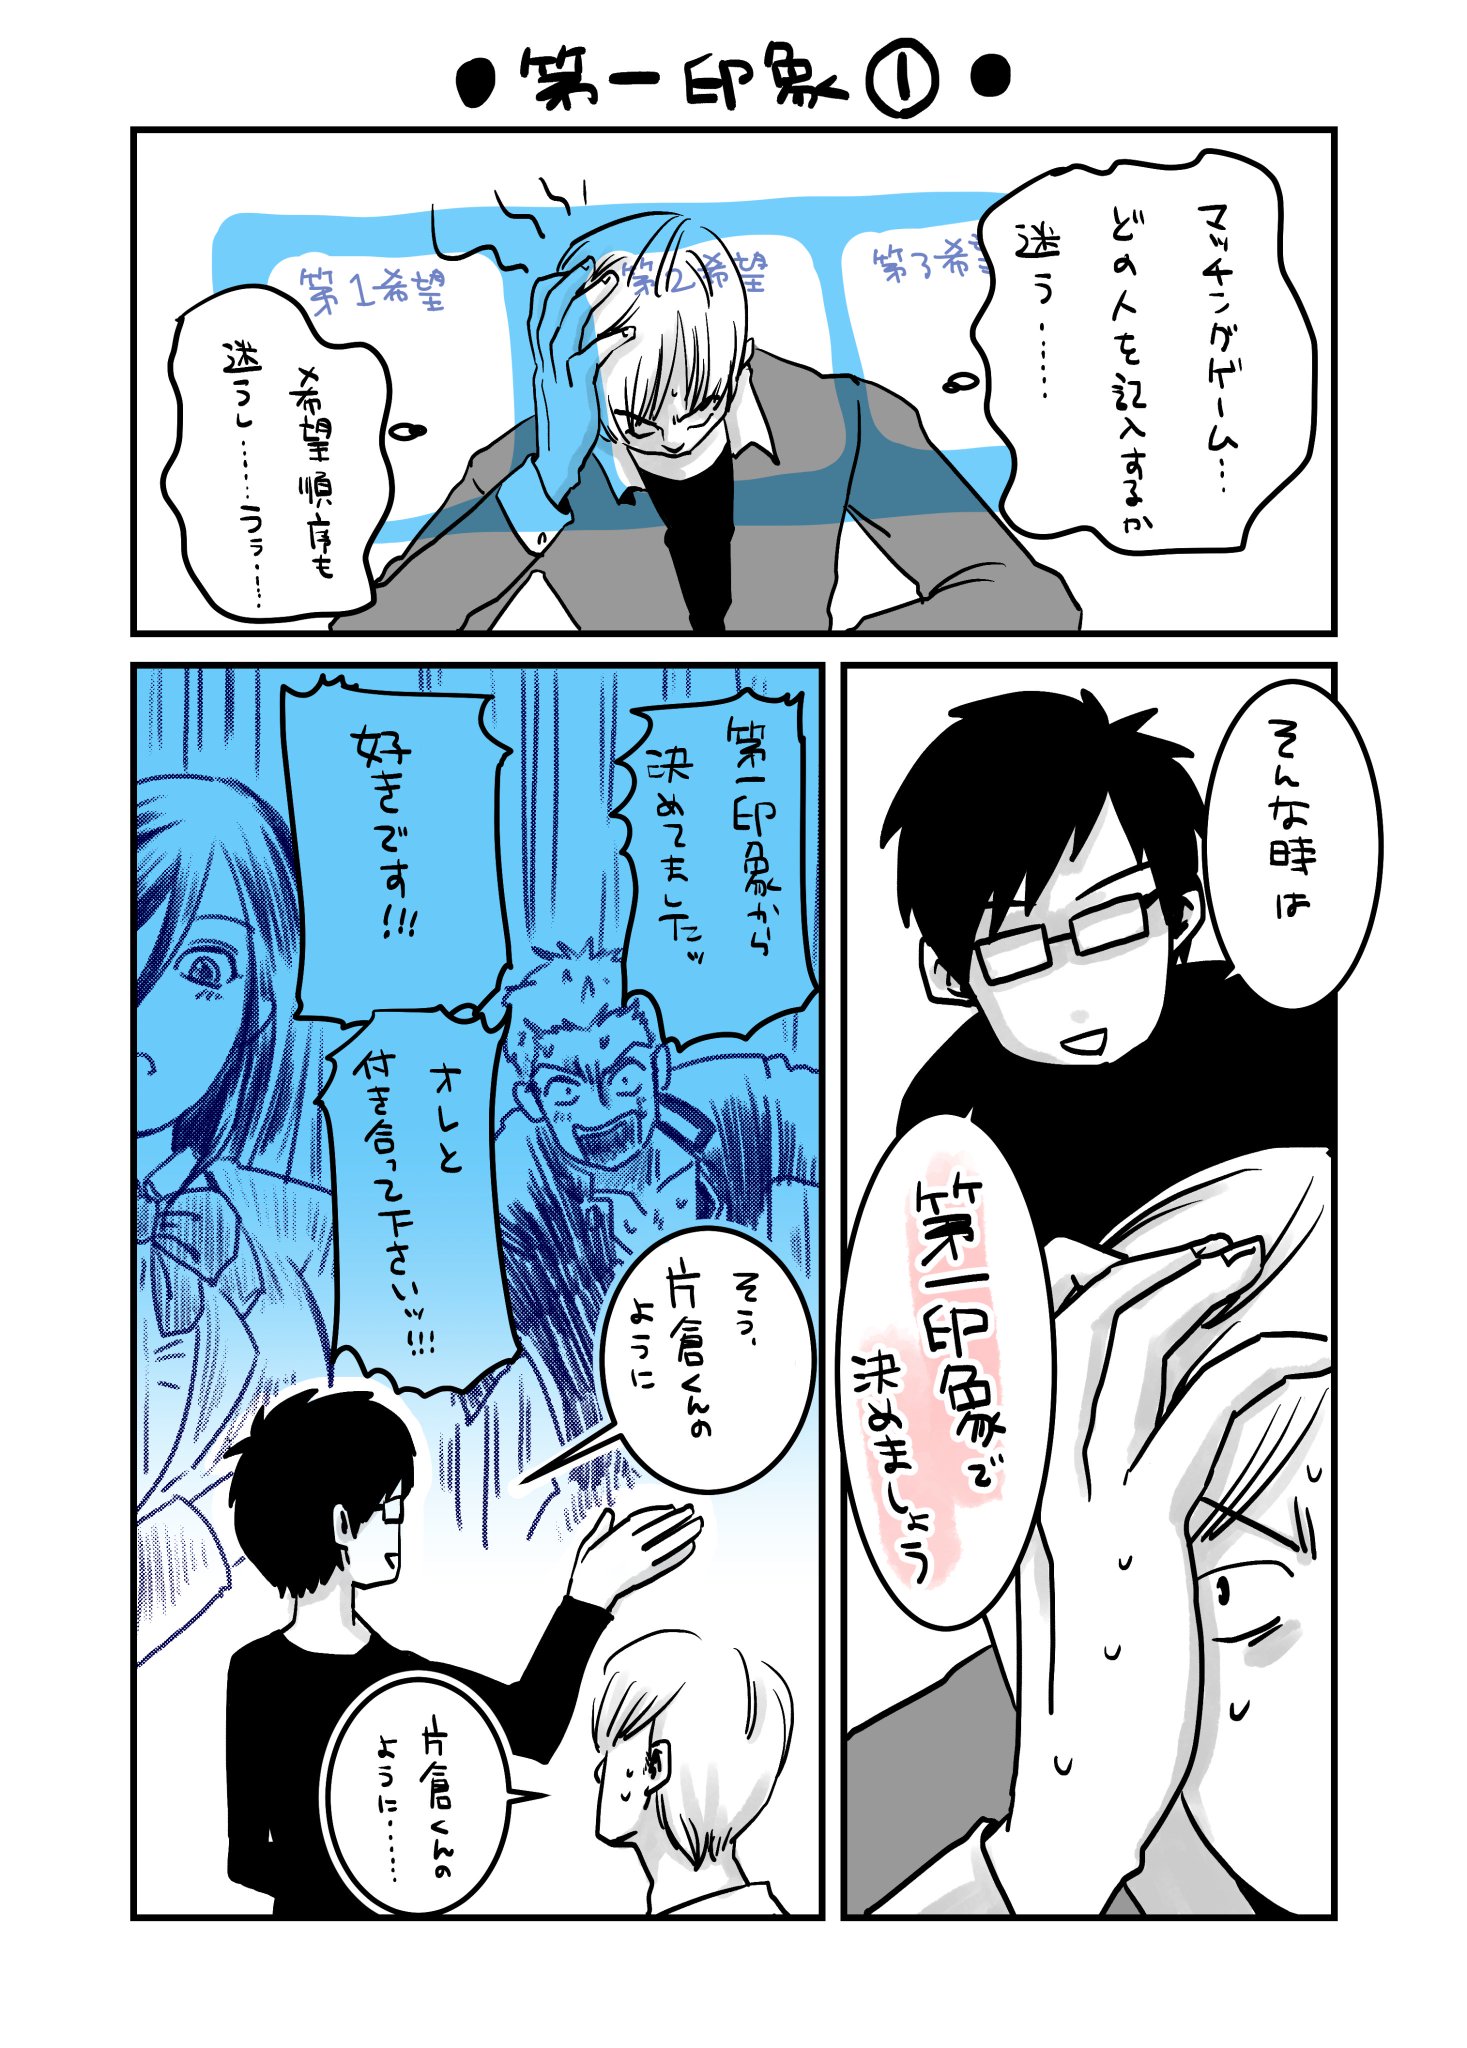 ●第一印象①●
マッチングゲーム…
どの人を記入するか
迷う……
第1希望
第2希望
第3希望
希望順序も
迷うし……うぅ……
そんな時は
第一印象で
決めましょう
第一印象から
決めてましたッ
好きです!!!
オレと
付き合って下さいッ!!!
そう、
片倉くんの
ように
片倉くんの
ように……